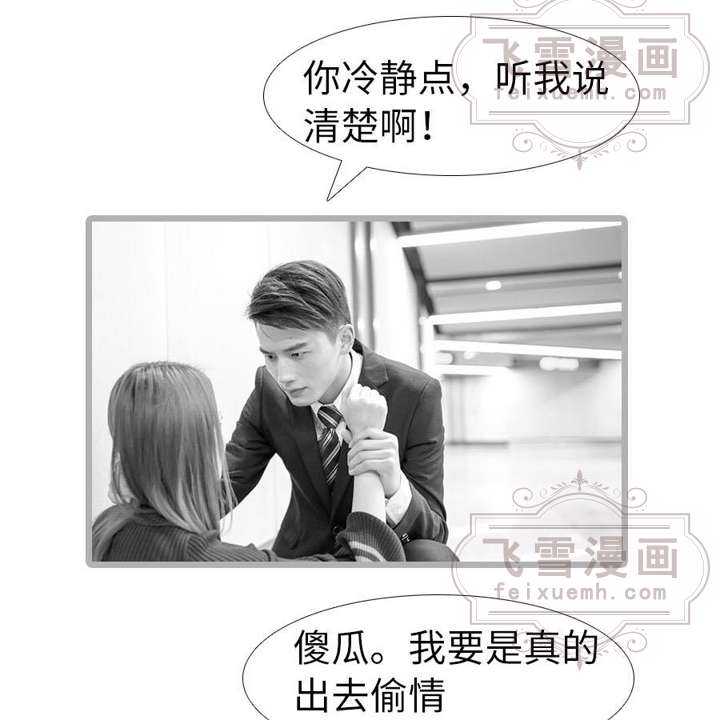 飞雪漫画
feixuemh.com
你冷静点，听我说
清楚啊！
飞雪漫画
feixuemh.com
傻瓜。我要是真的
出去偷情